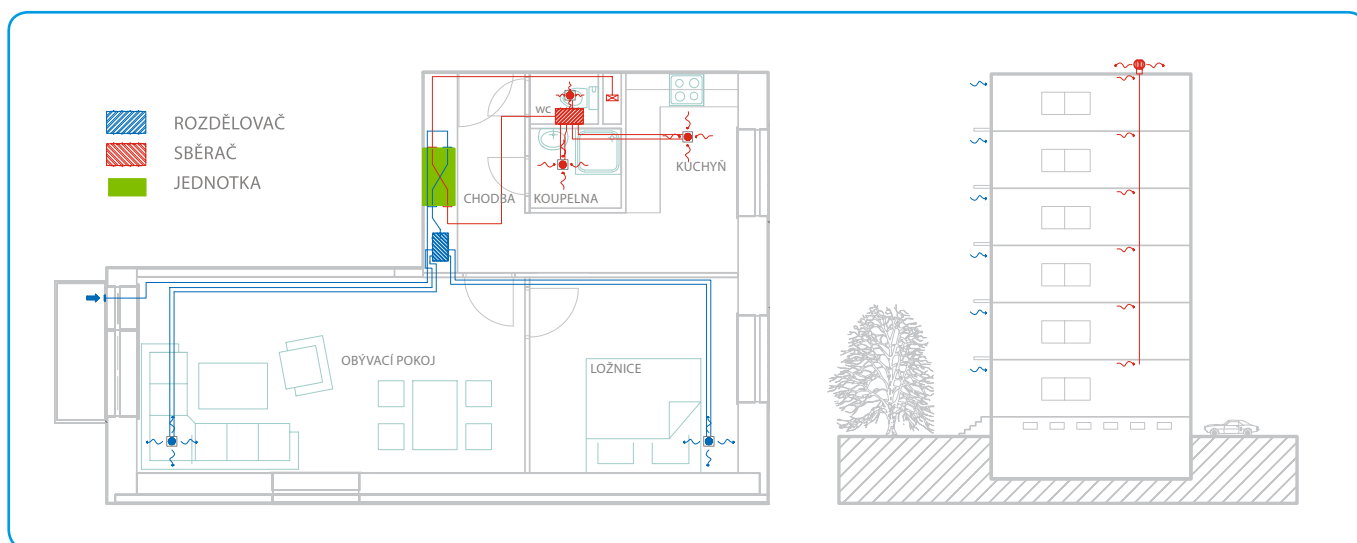 ROZDĚLOVAČ
SBĚRAČ
JEDNOTKA
WC
KUCHYŇ
CHODBA
KOUPELNA
OBÝVACÍ POKOJ
LOŽNICE